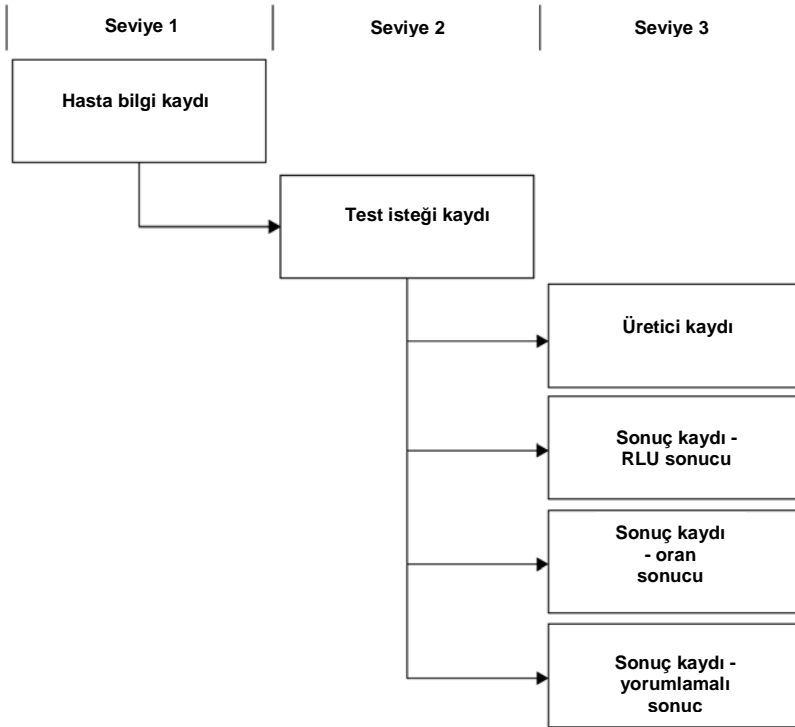 Seviye 1
Seviye 2
Seviye 3
Hasta bilgi kaydı
Test isteği kaydı
Üretici kaydı
Sonuç kaydı -
RLU sonucu
Sonuç kaydı
- oran
sonucu
Sonuç kaydı -
yorumlamalı
sonuc